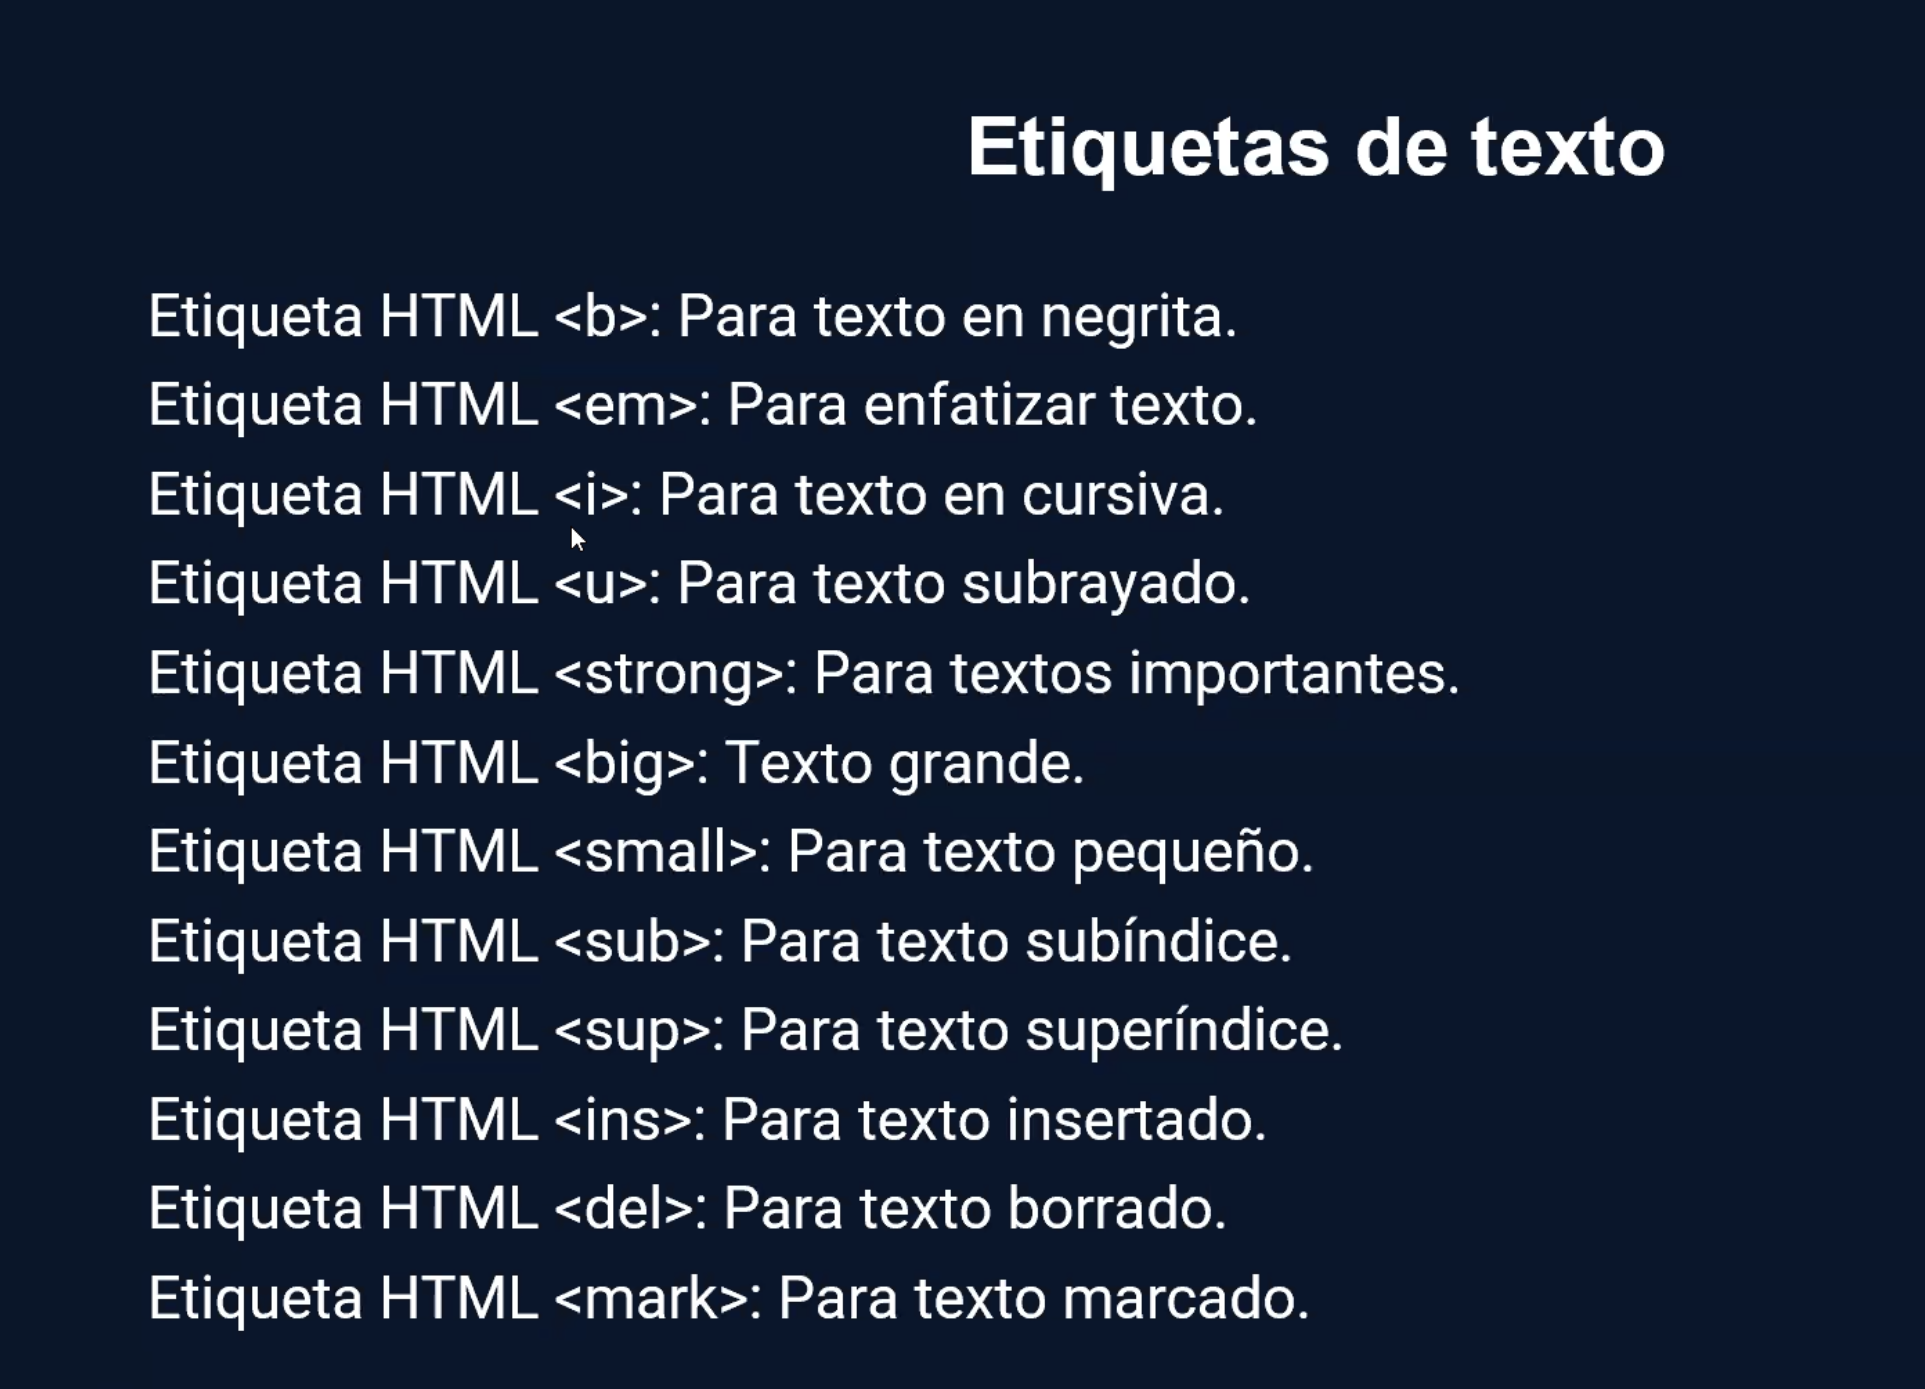 Etiquetas de texto
Etiqueta HTML <b>: Para texto en negrita.
Etiqueta HTML <em>: Para enfatizar texto.
Etiqueta HTML <i>: Para texto en cursiva.
Etiqueta HTML <u>: Para texto subrayado.
Etiqueta HTML <strong>: Para textos importantes.
Etiqueta HTML <big>: Texto grande.
Etiqueta HTML <small>: Para texto pequeño.
Etiqueta HTML <sub>: Para texto subíndice.
Etiqueta HTML <sup>: Para texto superíndice.
Etiqueta HTML <ins>: Para texto insertado.
Etiqueta HTML <del>: Para texto borrado.
Etiqueta HTML <mark>: Para texto marcado.